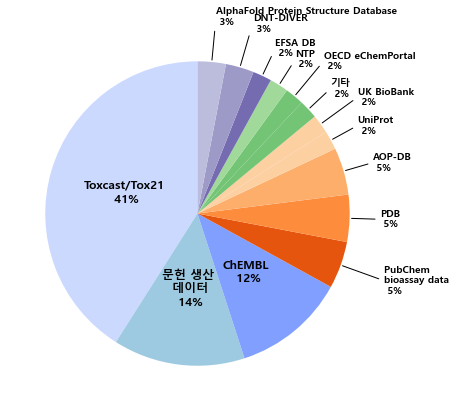 AlphaFold Protein Structure Database
3%
DNT-DIVER
3%
EFSA DB
2%
NTP
2%
OECD eChemPortal
2%
기타
2%
UK BioBank
2%
UniProt
2%
AOP-DB
5%
PDB
5%
PubChem
bioassay data
5%
ChEMBL
12%
문헌 생산
데이터
14%
Toxcast/Tox21
41%